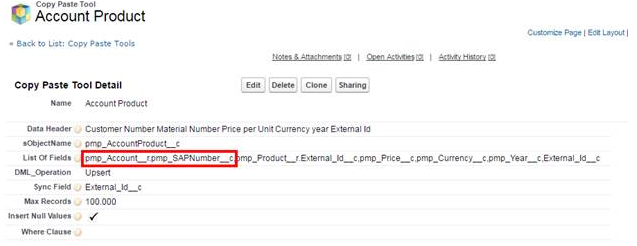 Copy Paste Tool
Account Product
Customize Page | Edit Layout |
« Back to List: Copy Paste Tools
Notes & Attachments [0] | Open Activities [0] | Activity History [0]
Copy Paste Tool Detail Edit Delete Clone Sharing
Name Account Product
Data Header Customer Number Material Number Price per Unit Currency year External Id
sObjectName pmp_AccountProduct__c
List Of Fields pmp_Account__r.pmp_SAPNumber__c,pmp_Product__r.External_Id__c,pmp_Price__c,pmp_Currency__c,pmp_Year__c,External_Id__c
DML_Operation Upsert
Sync Field External_Id__c
Max Records 100.000
Insert Null Values ✓
Where Clause